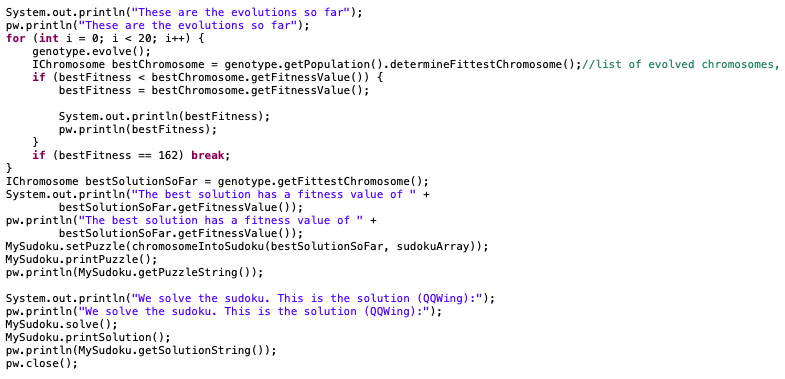 System.out.println("These are the evolutions so far");
pw.println("These are the evolutions so far");
for (int i = 0; i < 20; i++) {
    genotype.evolve();
    IChromosome bestChromosome = genotype.getPopulation().determineFittestChromosome();//list of evolved chromosomes,
    if (bestFitness < bestChromosome.getFitnessValue()) {
        bestFitness = bestChromosome.getFitnessValue();

        System.out.println(bestFitness);
        pw.println(bestFitness);
    }
    if (bestFitness == 162) break;
}
IChromosome bestSolutionSoFar = genotype.getFittestChromosome();
System.out.println("The best solution has a fitness value of " +
        bestSolutionSoFar.getFitnessValue());
pw.println("The best solution has a fitness value of " +
        bestSolutionSoFar.getFitnessValue());
MySudoku.setPuzzle(chromosomeIntoSudoku(bestSolutionSoFar, sudokuArray));
MySudoku.printPuzzle();
pw.println(MySudoku.getPuzzleString());

System.out.println("We solve the sudoku. This is the solution (QQWing):");
pw.println("We solve the sudoku. This is the solution (QQWing):");
MySudoku.solve();
MySudoku.printSolution();
pw.println(MySudoku.getSolutionString());
pw.close();